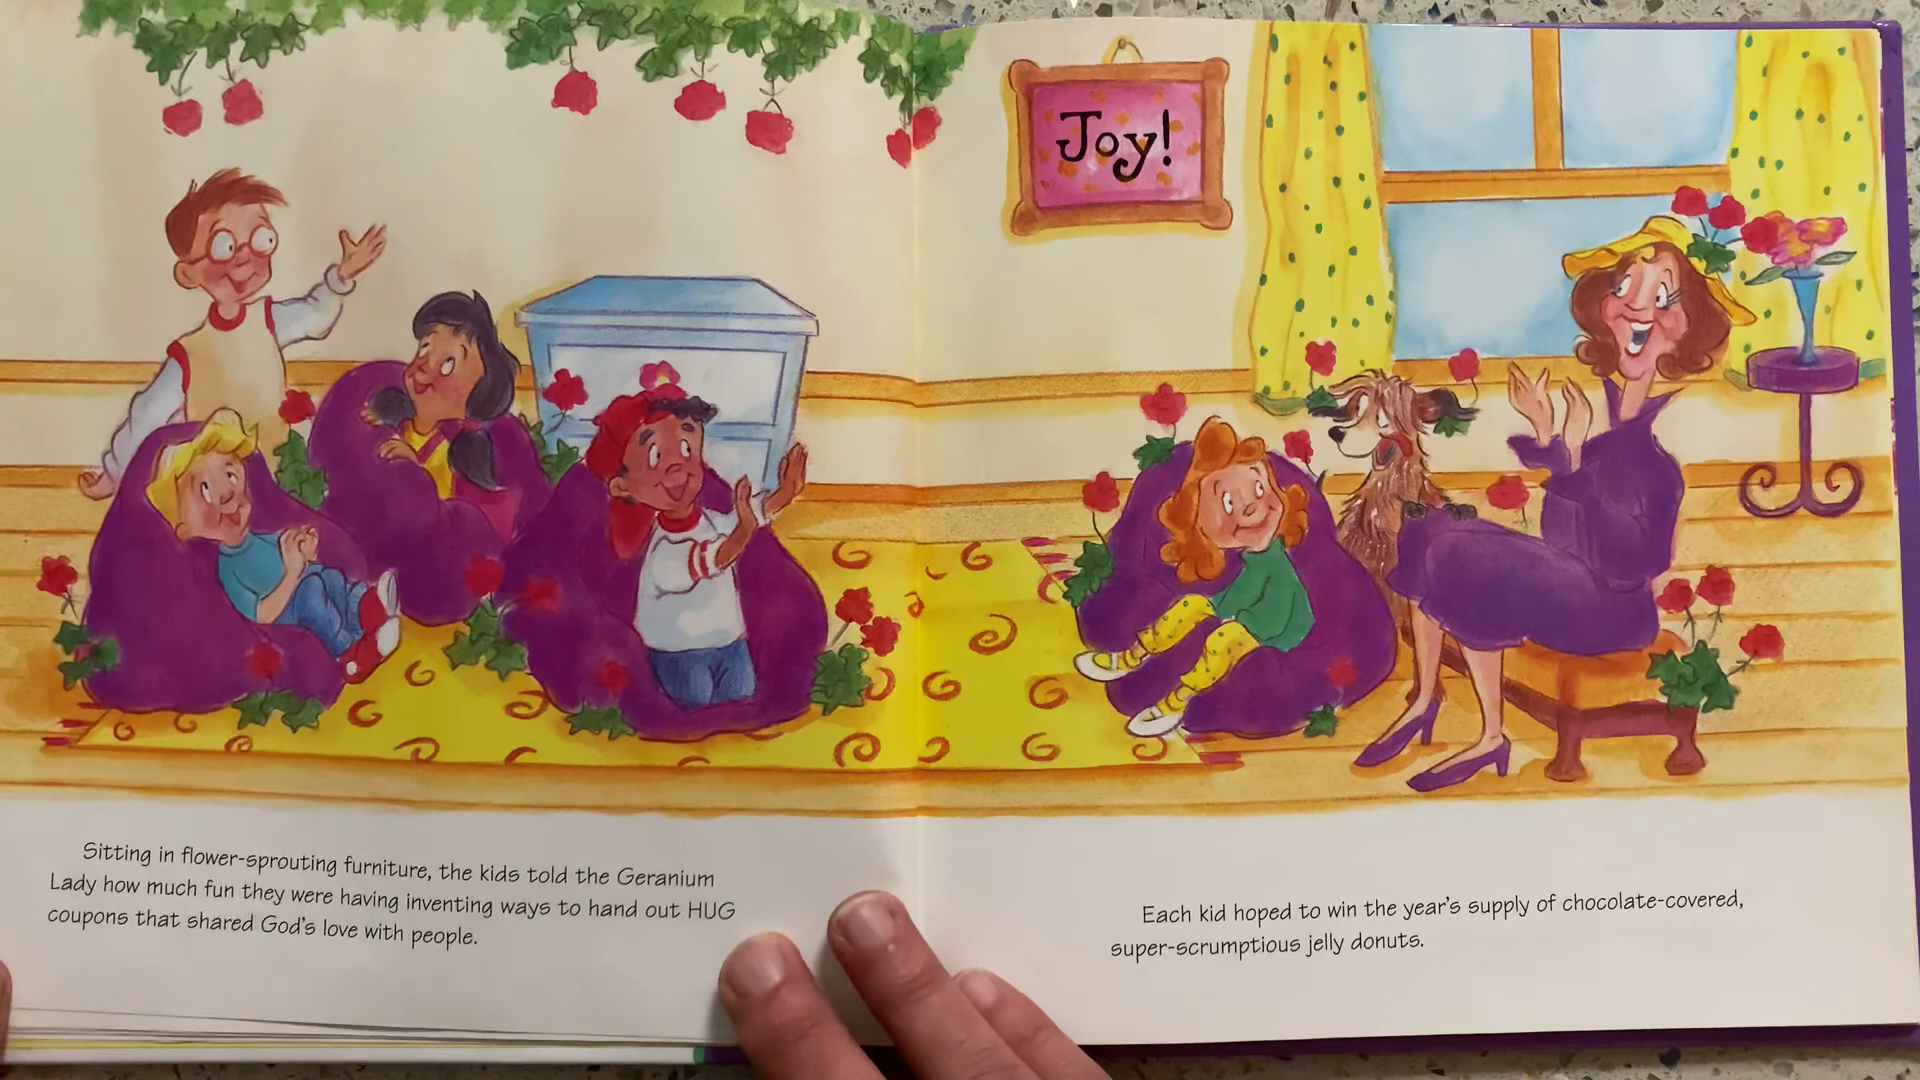 Joy!
Sitting in flower-sprouting furniture, the kids told the Geranium
Lady how much fun they were having inventing ways to hand out HUG
coupons that shared God's love with people.
Each kid hoped to win the year's supply of chocolate-covered,
super-scrumptious jelly donuts.